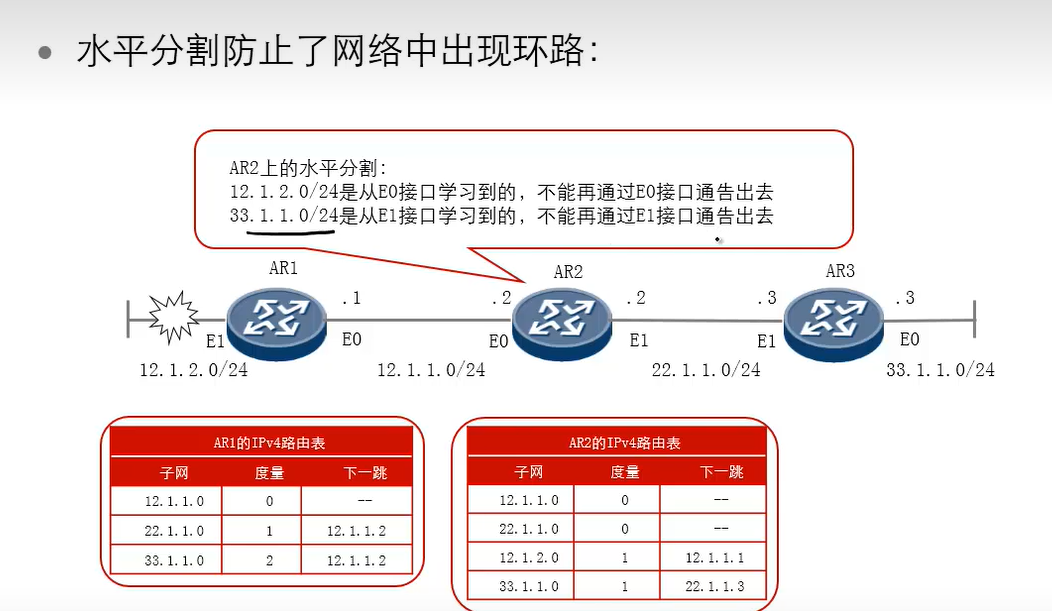 水平分割防止了网络中出现环路:
AR2上的水平分割:
12.1.2.0/24是从E0接口学习到的, 不能再通过E0接口通告出去
33.1.1.0/24是从E1接口学习到的, 不能再通过E1接口通告出去
AR1 AR2 AR3
.1 .2 .2 .3 .3
E1 E0 E0 E1 E1 E0
12.1.2.0/24 12.1.1.0/24 22.1.1.0/24 33.1.1.0/24
AR1的IPv4路由表
子网 度量 下一跳
12.1.1.0 0 --
22.1.1.0 1 12.1.1.2
33.1.1.0 2 12.1.1.2
AR2的IPv4路由表
子网 度量 下一跳
12.1.1.0 0 --
22.1.1.0 0 --
12.1.2.0 1 12.1.1.1
33.1.1.0 1 22.1.1.3